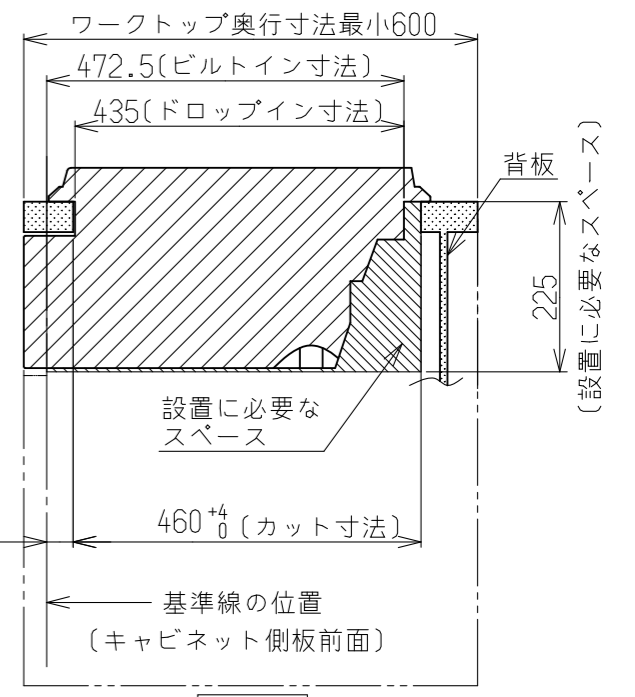 ワークトップ奥行寸法最小600
472.5(ビルトイン寸法)
435(ドロップイン寸法)
背板
225
(設置に必要なスペース)
設置に必要な
スペース
460 +4 0 (カット寸法)
基準線の位置
(キャビネット側板前面)